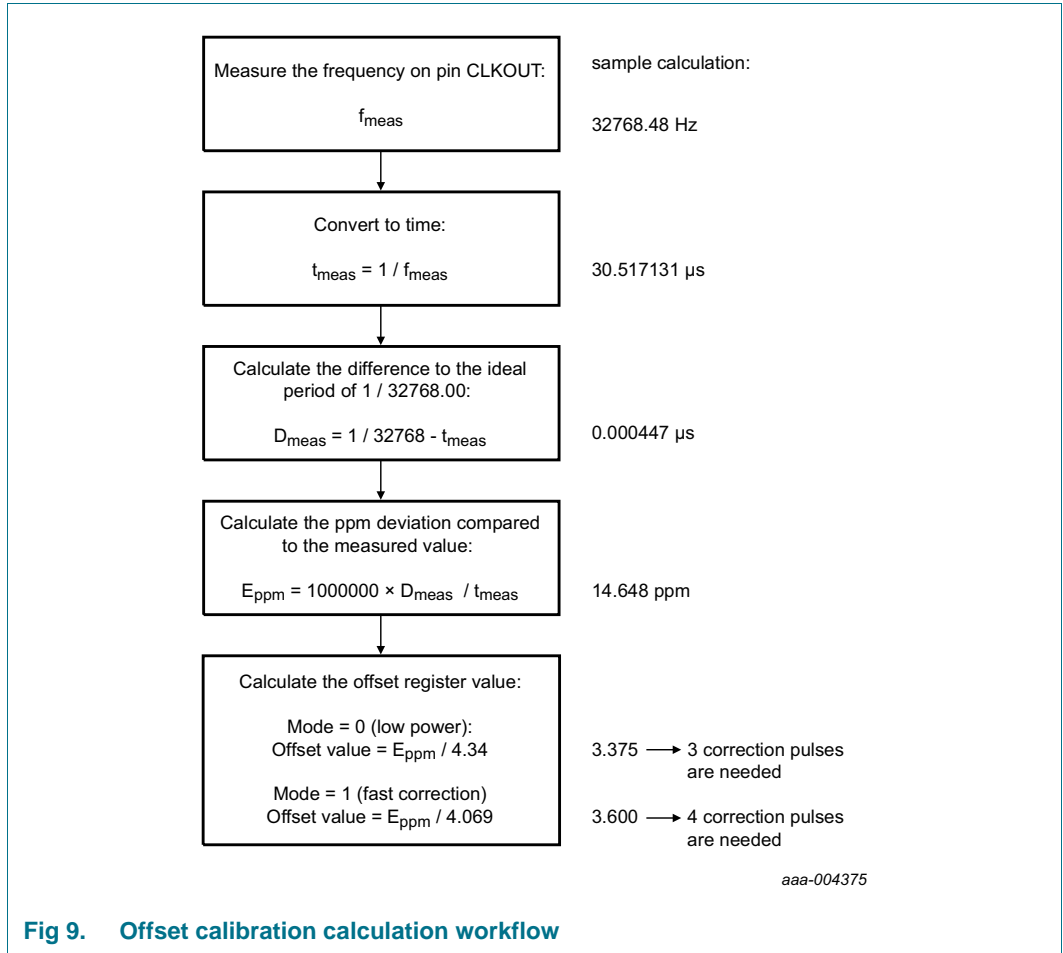 Measure the frequency on pin CLKOUT:
fmeas
sample calculation:
32768.48 Hz
Convert to time:
tmeas = 1 / fmeas
30.517131 µs
Calculate the difference to the ideal
period of 1 / 32768.00:
Dmeas = 1 / 32768 - tmeas
0.000447 µs
Calculate the ppm deviation compared
to the measured value:
Eppm = 1000000 × Dmeas / tmeas
14.648 ppm
Calculate the offset register value:
Mode = 0 (low power):
Offset value = Eppm / 4.34
3.375 → 3 correction pulses
are needed
Mode = 1 (fast correction)
Offset value = Eppm / 4.069
3.600 → 4 correction pulses
are needed
aaa-004375
Fig 9. Offset calibration calculation workflow